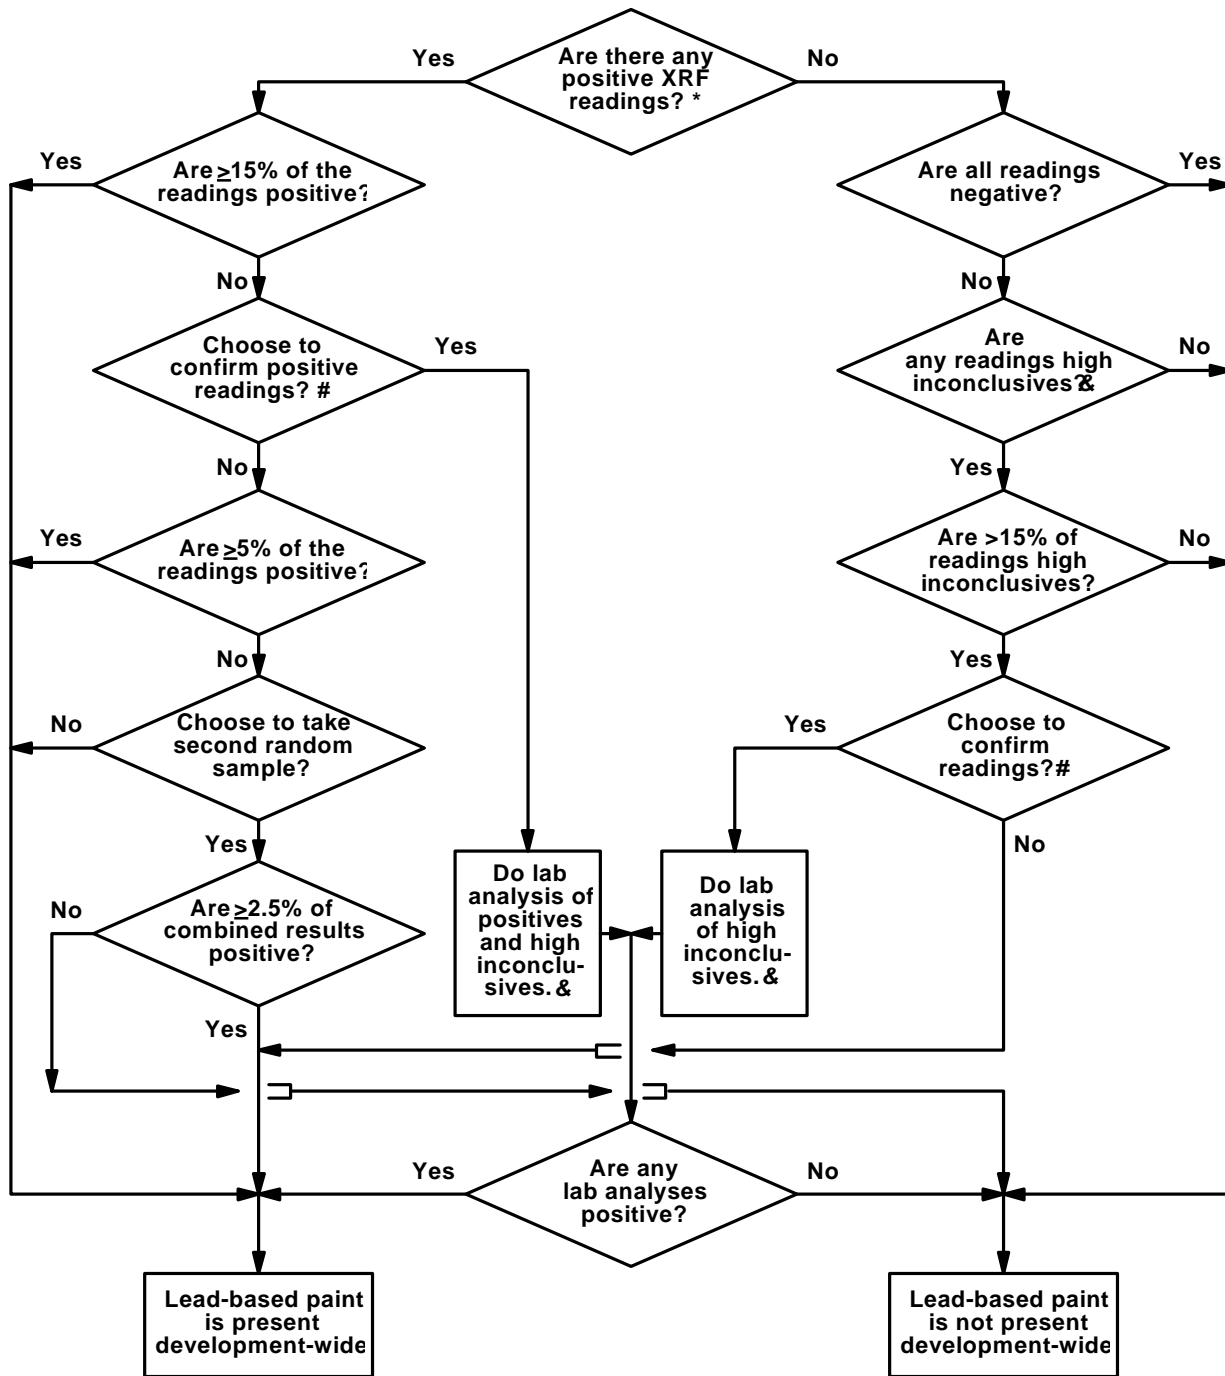 Yes
Are there any
positive XRF
readings? *
No
Yes
Are ≥15% of the
readings positive?
Are all readings
negative?
Yes
No
No
Choose to
confirm positive
readings? #
Yes
Are
any readings high
inconclusives?&
No
No
Yes
Yes
Are ≥5% of the
readings positive?
Are >15% of
readings high
inconclusives?
No
No
Yes
No
Choose to take
second random
sample?
Yes
Choose to
confirm
readings?#
Yes
No
No
Are ≥2.5% of
combined results
positive?
Do lab
analysis of
positives
and high
inconclu-
sives. &
Do lab
analysis
of high
inconclu-
sives. &
Yes
Yes
Are any
lab analyses
positive?
No
Lead-based paint
is present
development-wide
Lead-based paint
is not present
development-wide